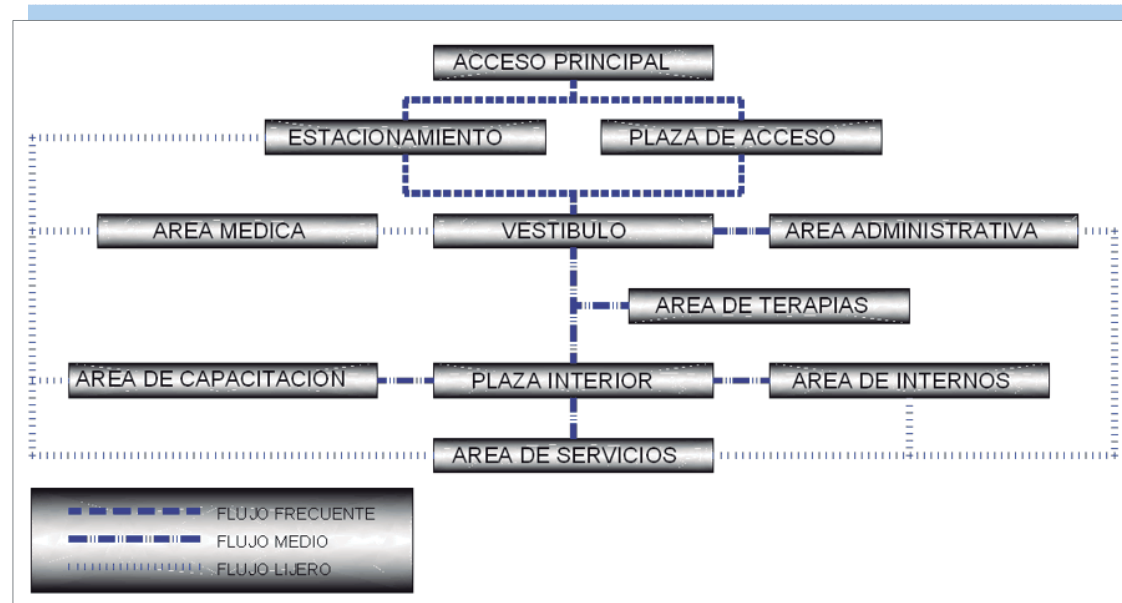 ACCESO PRINCIPAL
ESTACIONAMIENTO
PLAZA DE ACCESO
AREA MEDICA
VESTIBULO
AREA ADMINISTRATIVA
AREA DE TERAPIAS
AREA DE CAPACITACION
PLAZA INTERIOR
AREA DE INTERNOS
AREA DE SERVICIOS
FLUJO FRECUENTE
FLUJO MEDIO
FLUJO LIJERO